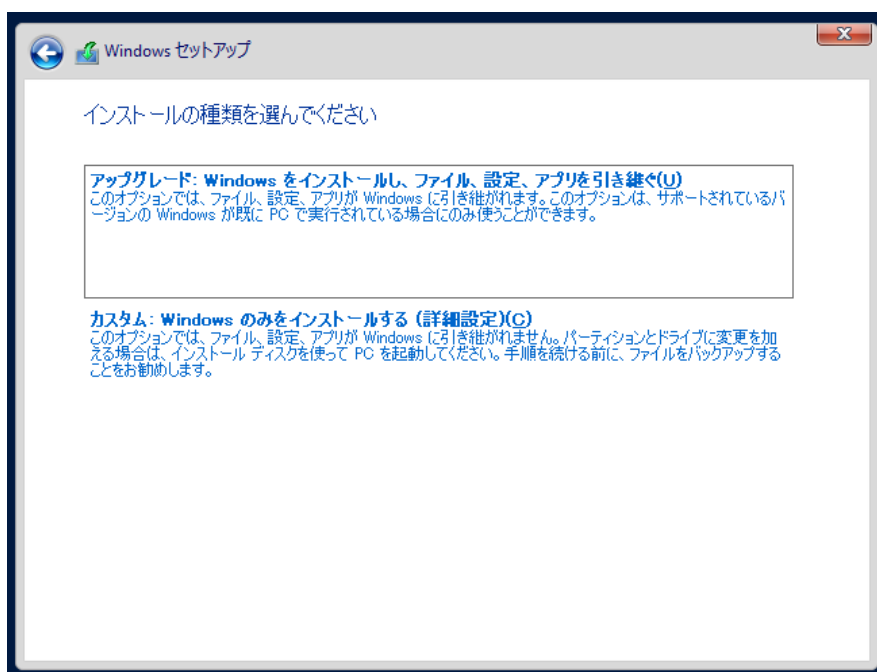 Windows セットアップ
インストールの種類を選んでください
アップグレード: Windows をインストールし、ファイル、設定、アプリを引き継ぐ(U)
このオプションでは、ファイル、設定、アプリが Windows に引き継がれます。このオプションは、サポートされているバ
ージョンの Windows が既に PC で実行されている場合にのみ使うことができます。
カスタム: Windows のみをインストールする (詳細設定)(C)
このオプションでは、ファイル、設定、アプリが Windows に引き継がれません。パーティションとドライブに変更を加
える場合は、インストール ディスクを使って PC を起動してください。手順を続ける前に、ファイルをバックアップする
ことをお勧めします。